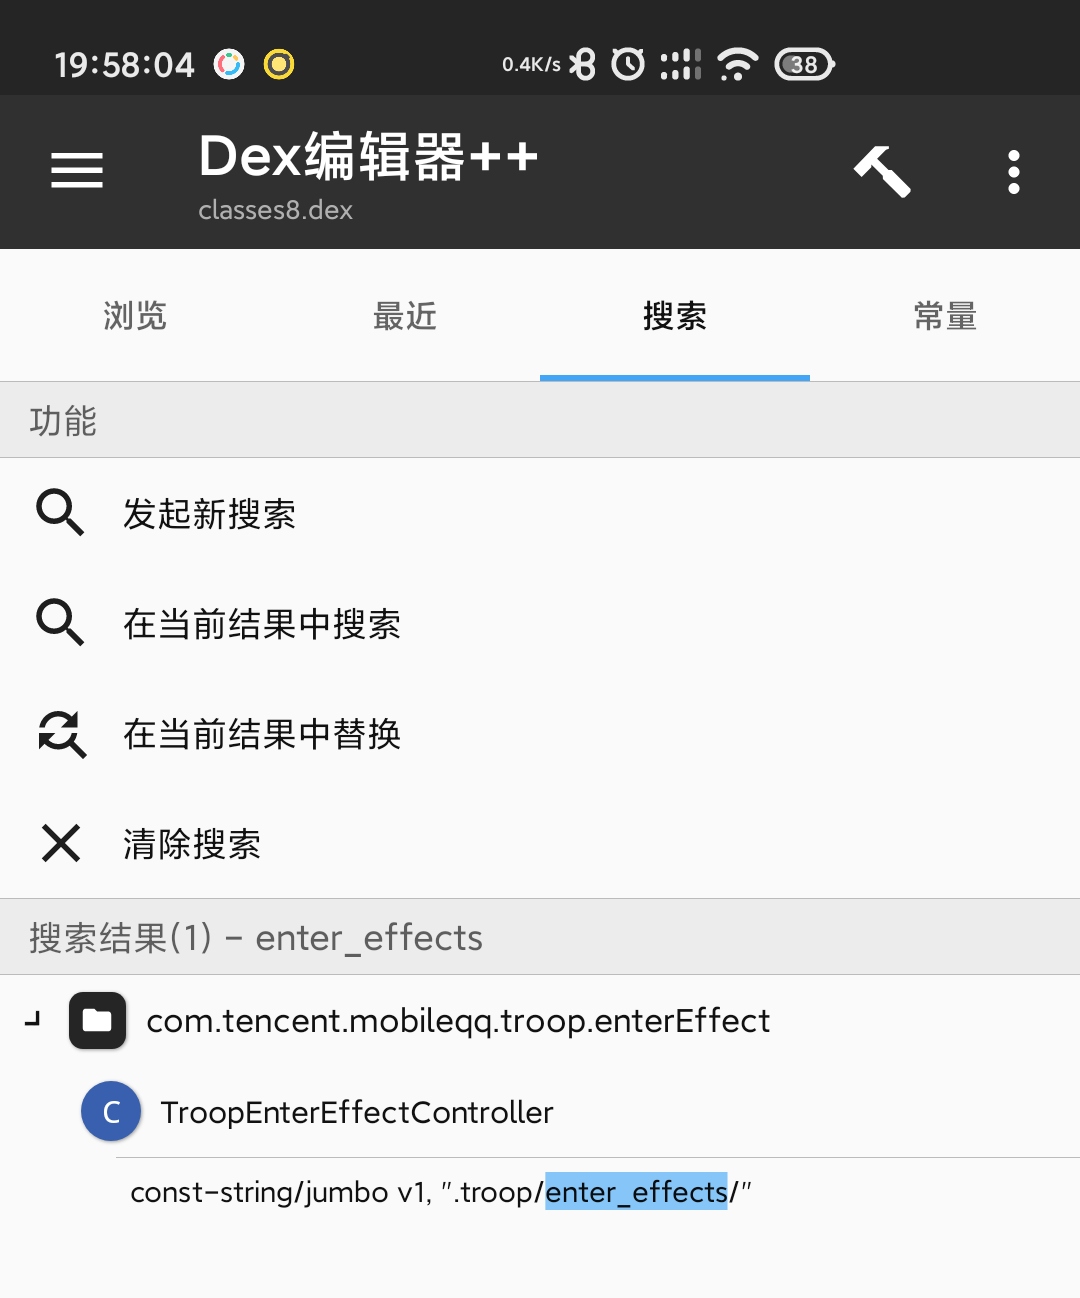 19:58:04 0.4K/s 38
Dex编辑器++
classes8.dex
浏览 最近 搜索 常量
功能
发起新搜索
在当前结果中搜索
在当前结果中替换
清除搜索
搜索结果(1) - enter_effects
com.tencent.mobileqq.troop.enterEffect
C TroopEnterEffectController
const-string/jumbo v1, ".troop/enter_effects/"